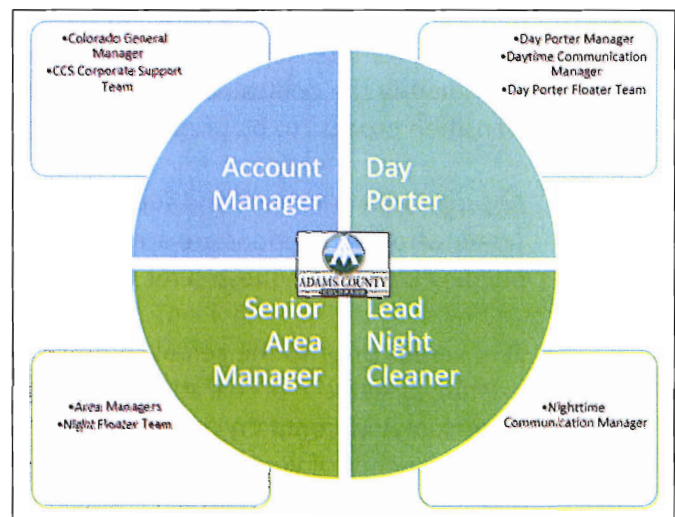 •Colorado General
Manager
•CCS Corporate Support
Team
•Day Porter Manager
•Daytime Communication
Manager
•Day Porter Floater Team
Account
Manager
Day
Porter
ADAMS COUNTY
COLORADO
Senior
Area
Manager
Lead
Night
Cleaner
•Area Managers
•Night Floater Team
•Nighttime
Communication Manager